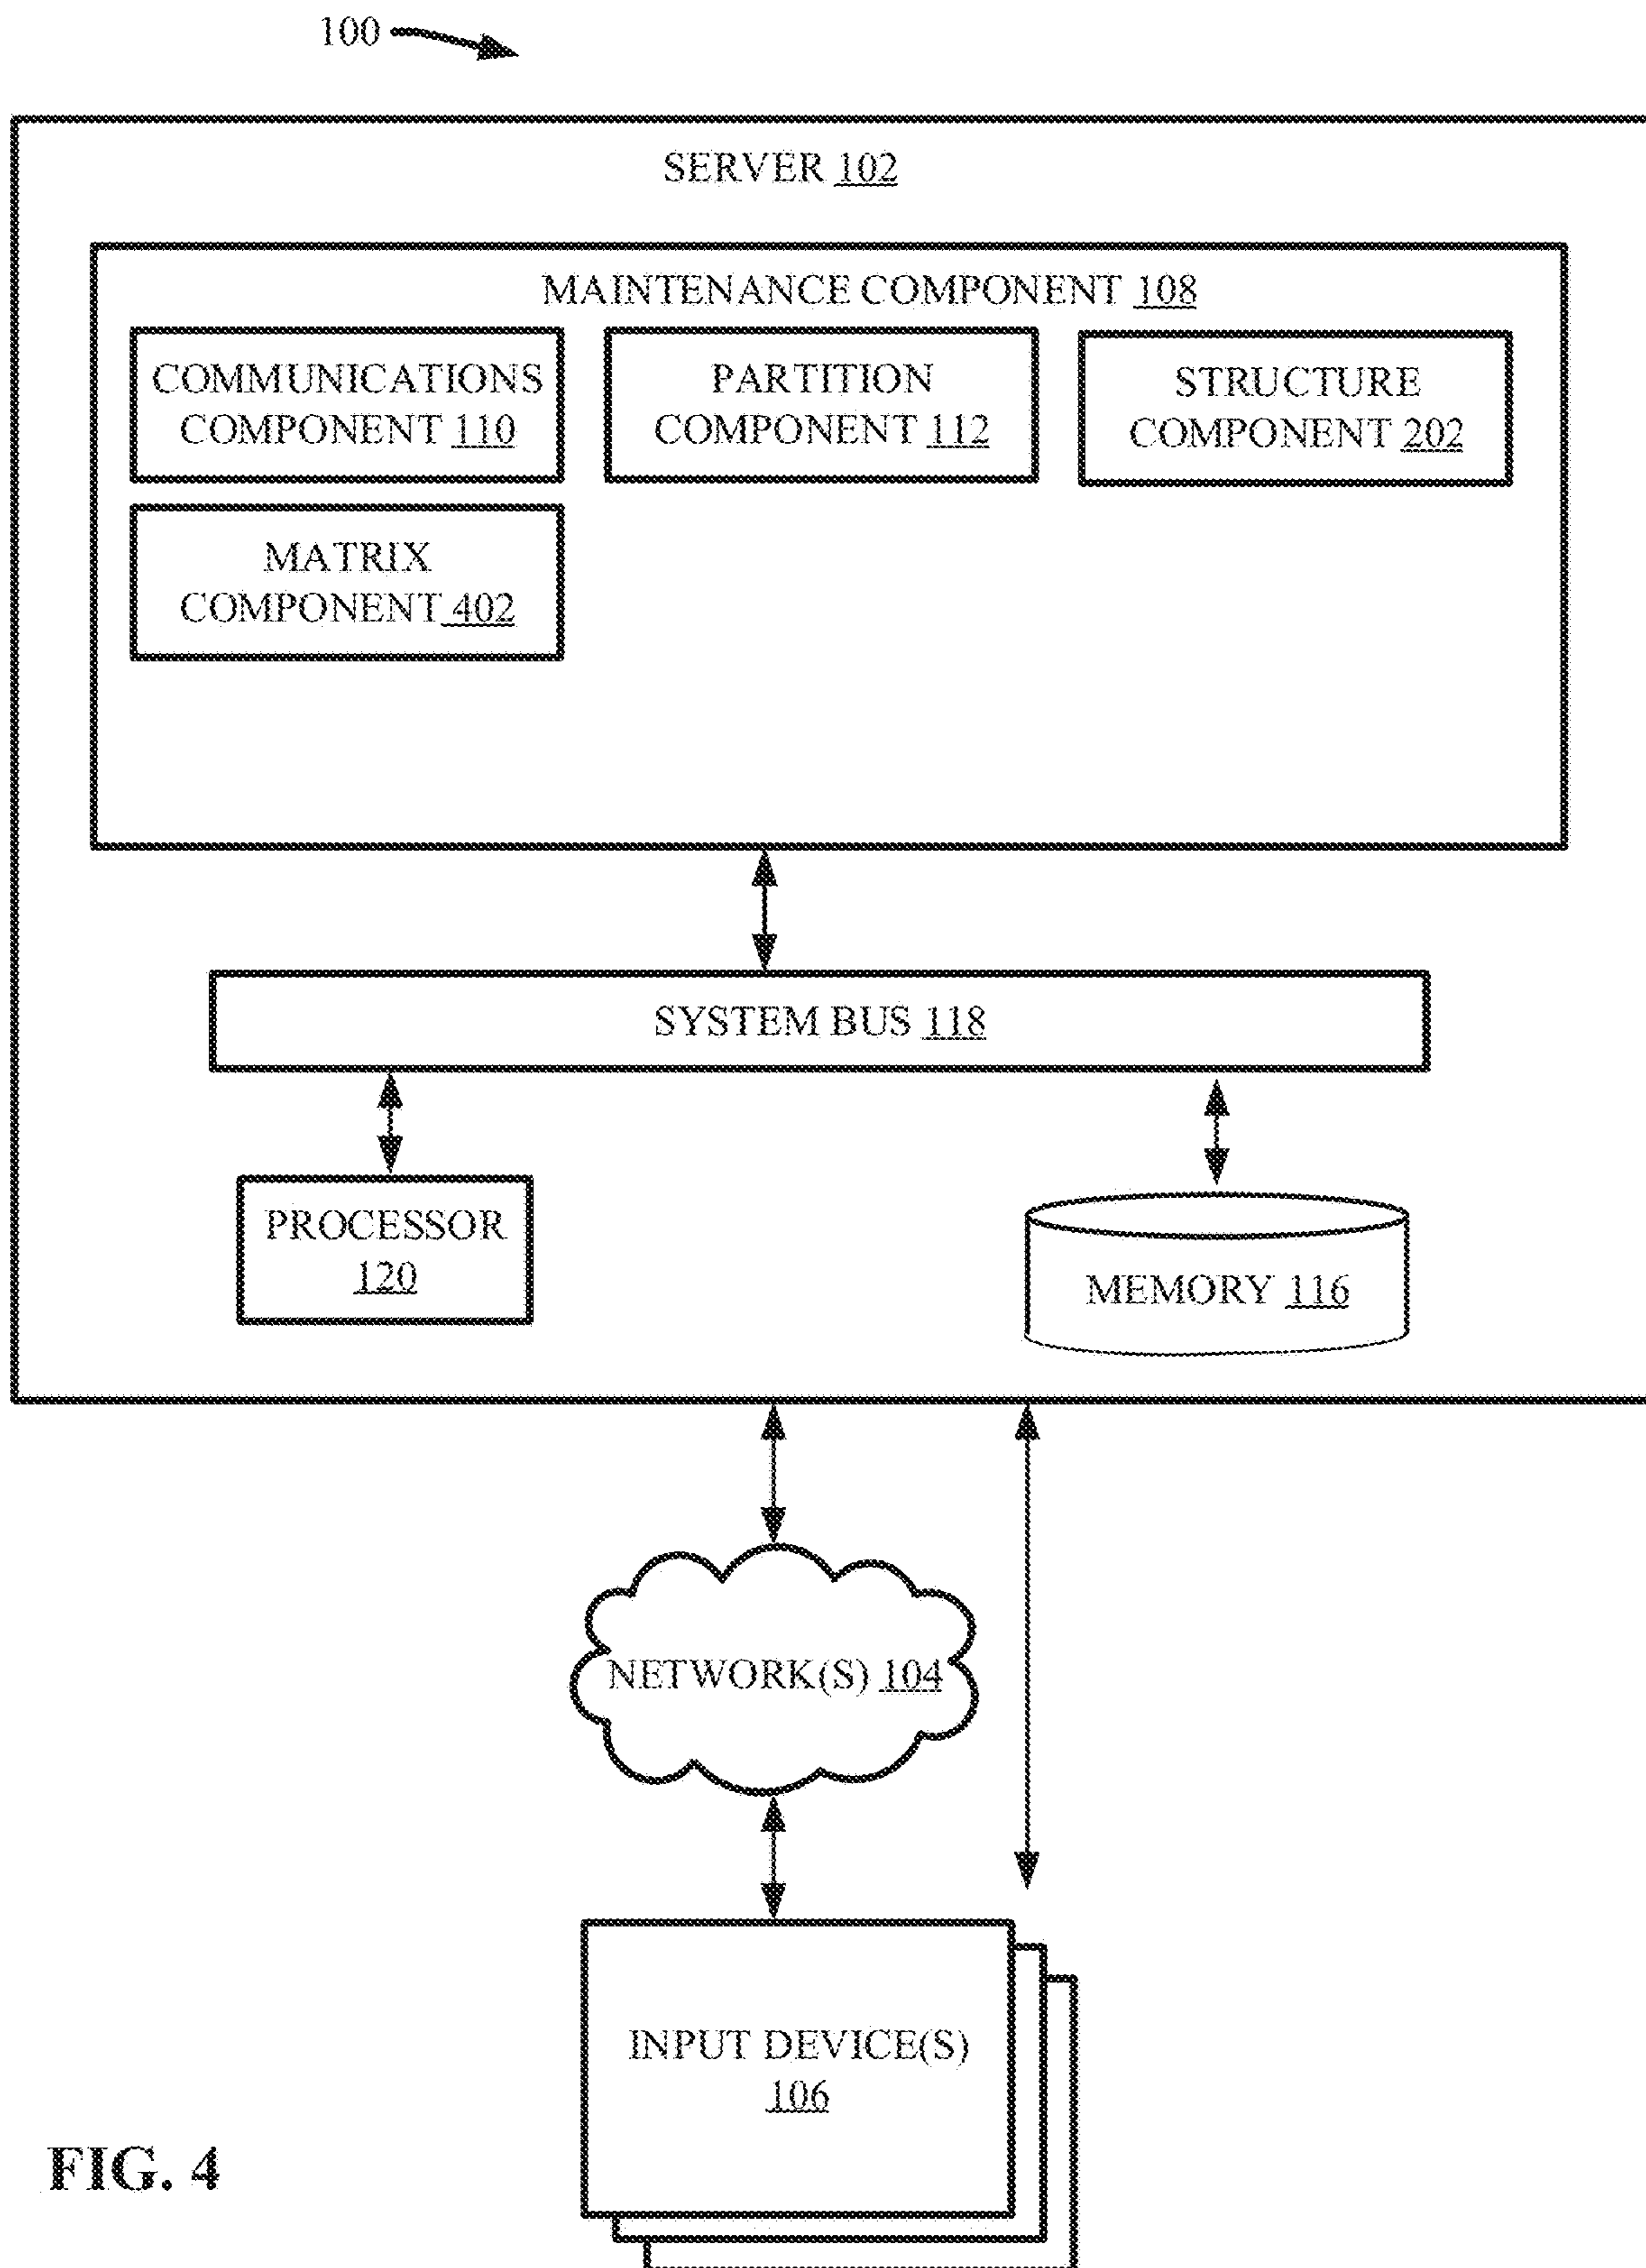 100
SERVER 102
MAINTENANCE COMPONENT 108
COMMUNICATIONS
COMPONENT 110
PARTITION
COMPONENT 112
STRUCTURE
COMPONENT 202
MATRIX
COMPONENT 402
SYSTEM BUS 118
PROCESSOR
120
MEMORY 116
NETWORK(S) 104
INPUT DEVICE(S)
106
FIG. 4